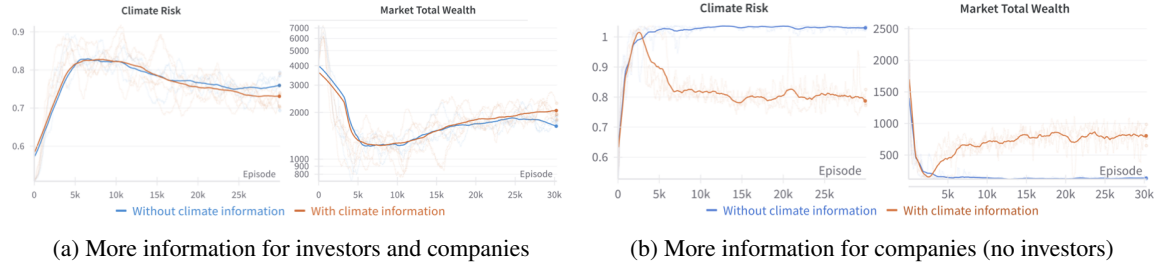 Climate Risk
0.9
0.8
0.7
0.6
0
5k
10k
15k
20k
25k
Episode
Market Total Wealth
7000
6000
5000
4000
3000
2000
1000
900
800
0
5k
10k
15k
20k
25k
30k
Episode
Without climate information
With climate information
(a) More information for investors and companies
Climate Risk
1
0.9
0.8
0.7
0.6
0
5k
10k
15k
20k
25k
Episode
Market Total Wealth
2500
2000
1500
1000
500
5k
10k
15k
20k
25k
30k
Episode
Without climate information
With climate information
(b) More information for companies (no investors)